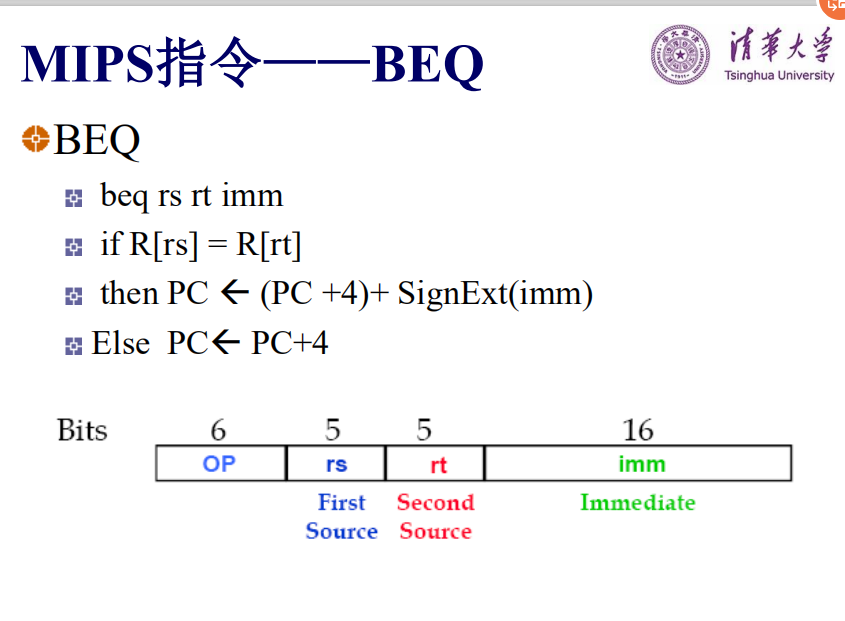 MIPS指令——BEQ
清华大学
Tsinghua University
BEQ
beq rs rt imm
if R[rs] = R[rt]
then PC ← (PC +4)+ SignExt(imm)
Else PC← PC+4
Bits 6 5 5 16
OP rs rt imm
First Second Immediate
Source Source